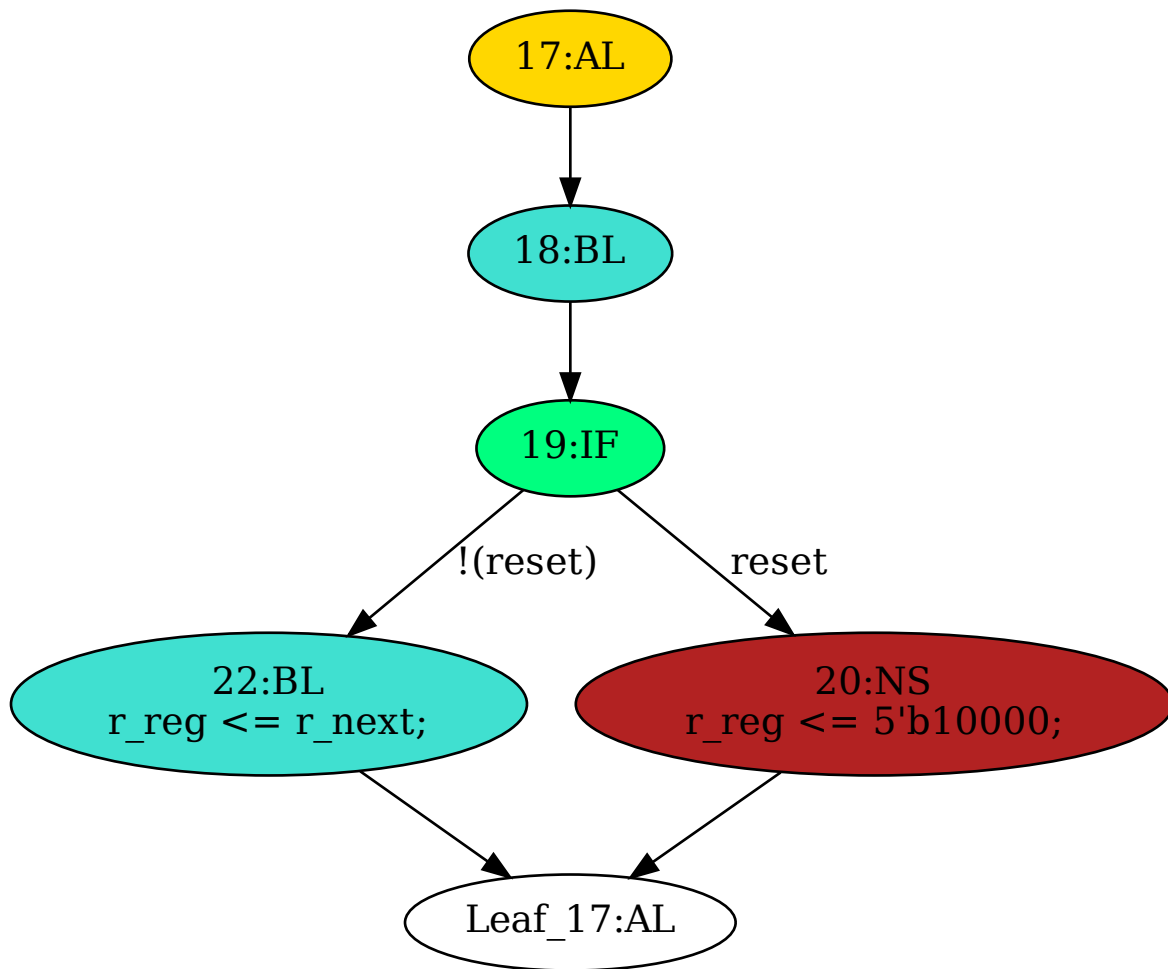 17:AL
18:BL
19:IF
!(reset)
reset
22:BL
r_reg <= r_next;
20:NS
r_reg <= 5'b10000;
Leaf_17:AL